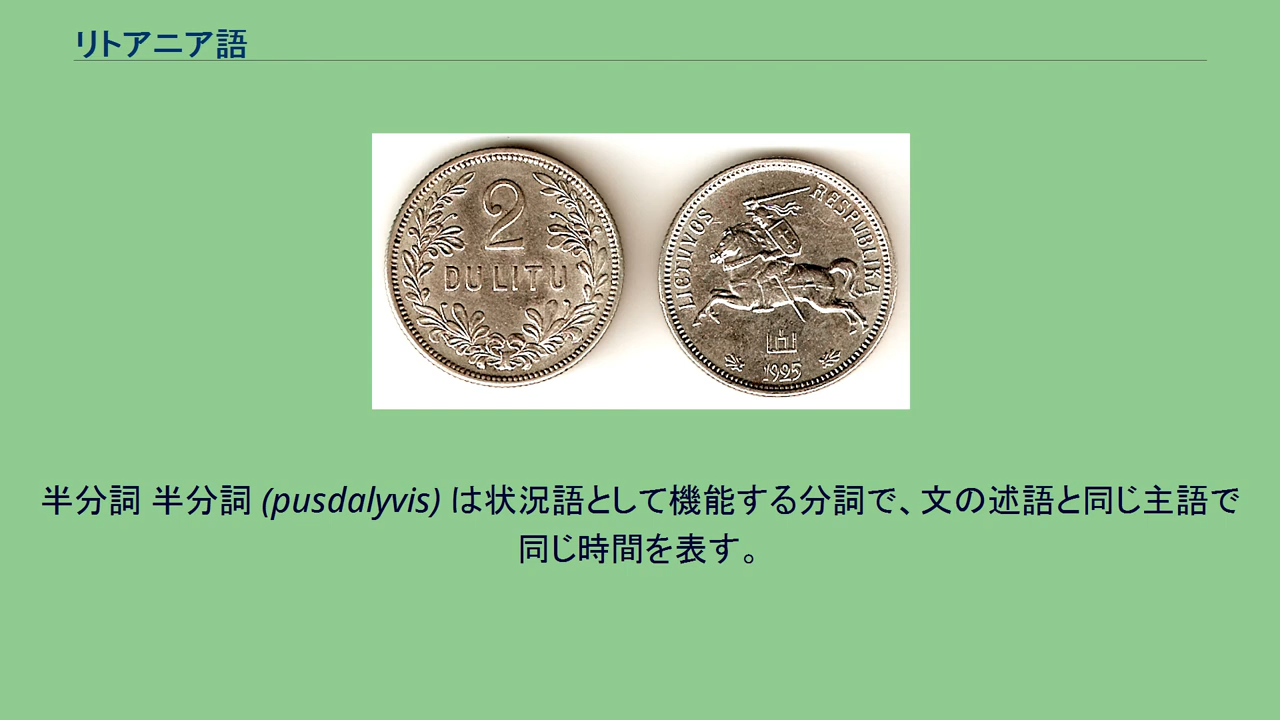 リトアニア語
2
DU LITU
LIETUVOS RESPUBLIKA
1925
半分詞 半分詞 (pusdalyvis) は状況語として機能する分詞で、文の述語と同じ主語で
同じ時間を表す。